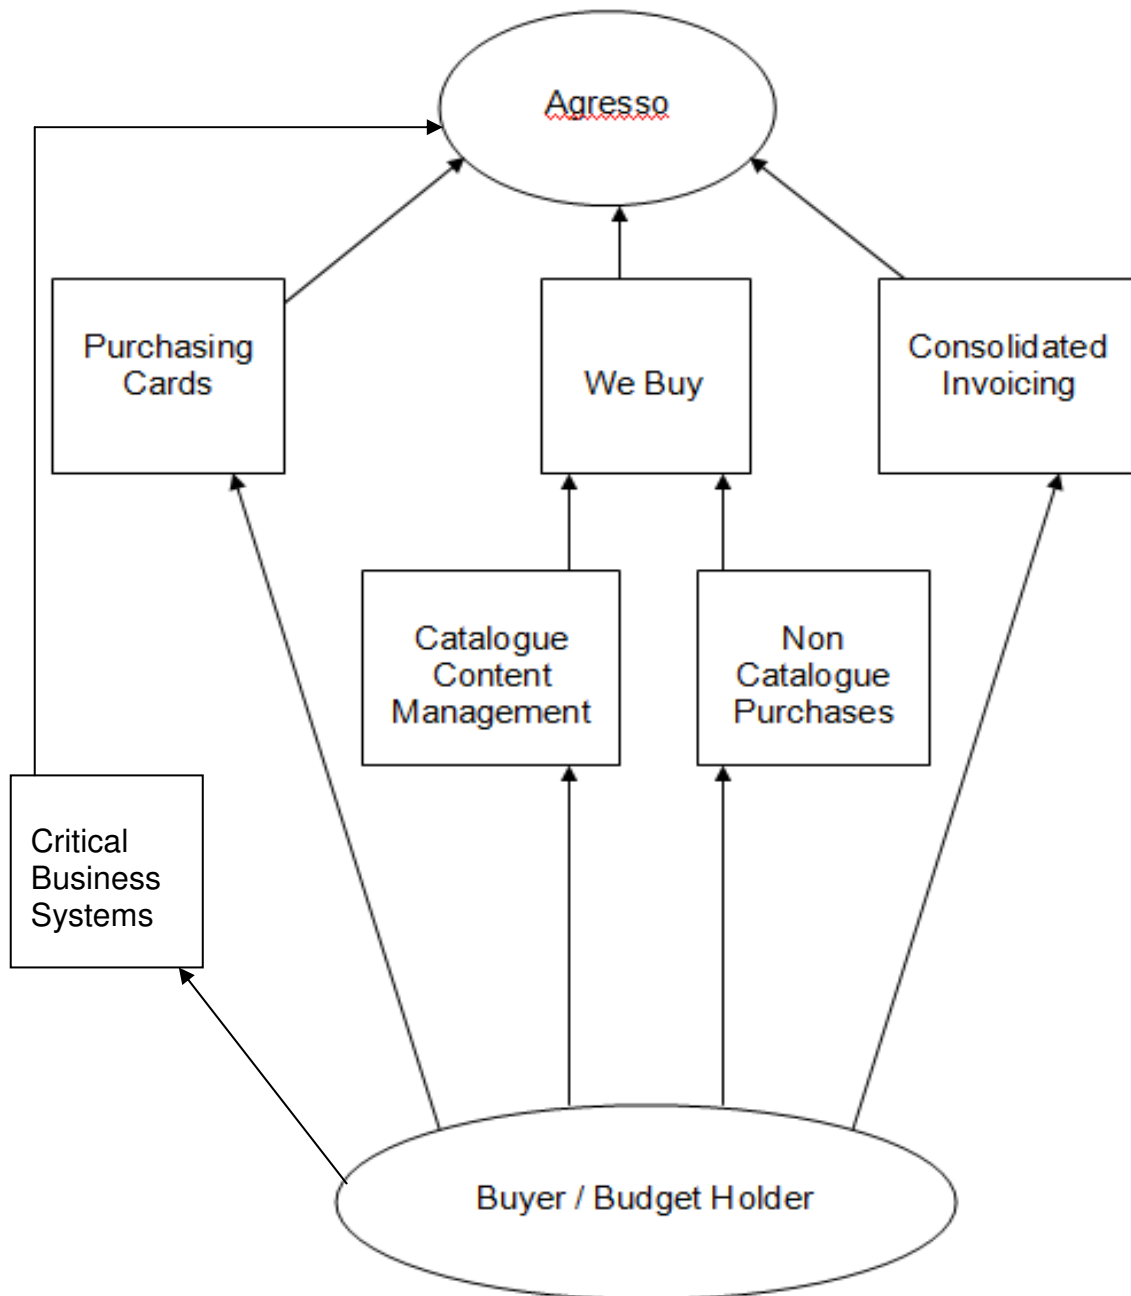 Agresso
Purchasing
Cards
We Buy
Consolidated
Invoicing
Catalogue
Content
Management
Non
Catalogue
Purchases
Critical
Business
Systems
Buyer / Budget Holder